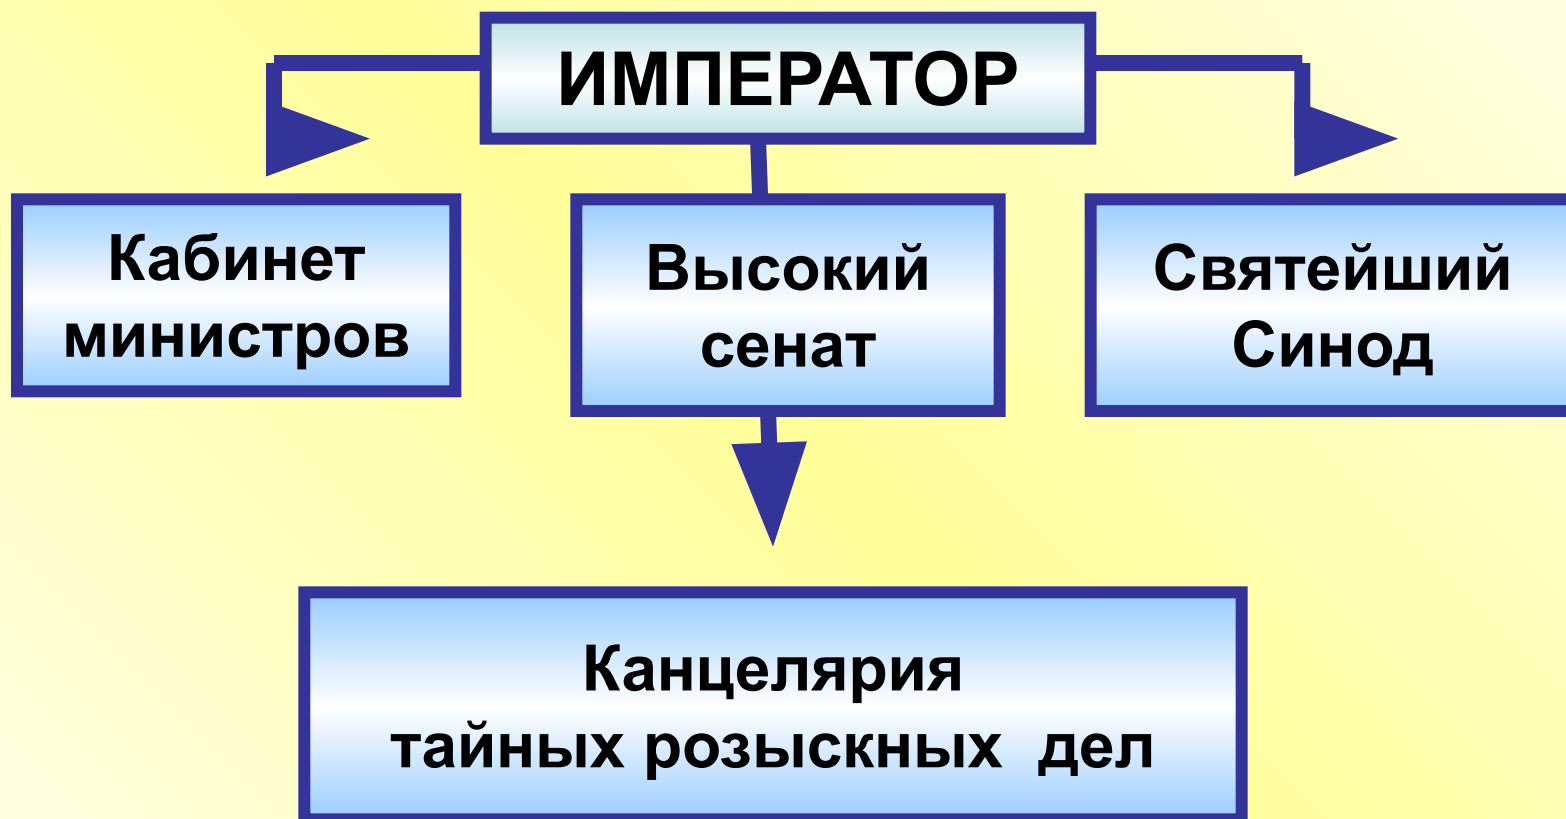 ИМПЕРАТОР
Кабинет
министров
Высокий
сенат
Святейший
Синод
Канцелярия
тайных розыскных дел